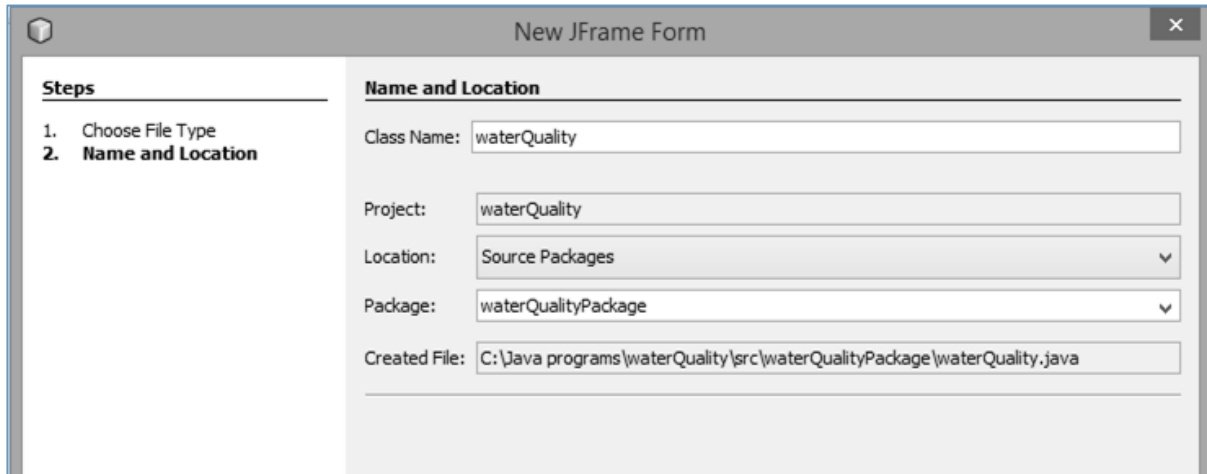 New JFrame Form
Steps
1. Choose File Type
2. Name and Location
Name and Location
Class Name: waterQuality
Project: waterQuality
Location: Source Packages
Package: waterQualityPackage
Created File: C:\Java programs\waterQuality\src\waterQualityPackage\waterQuality.java